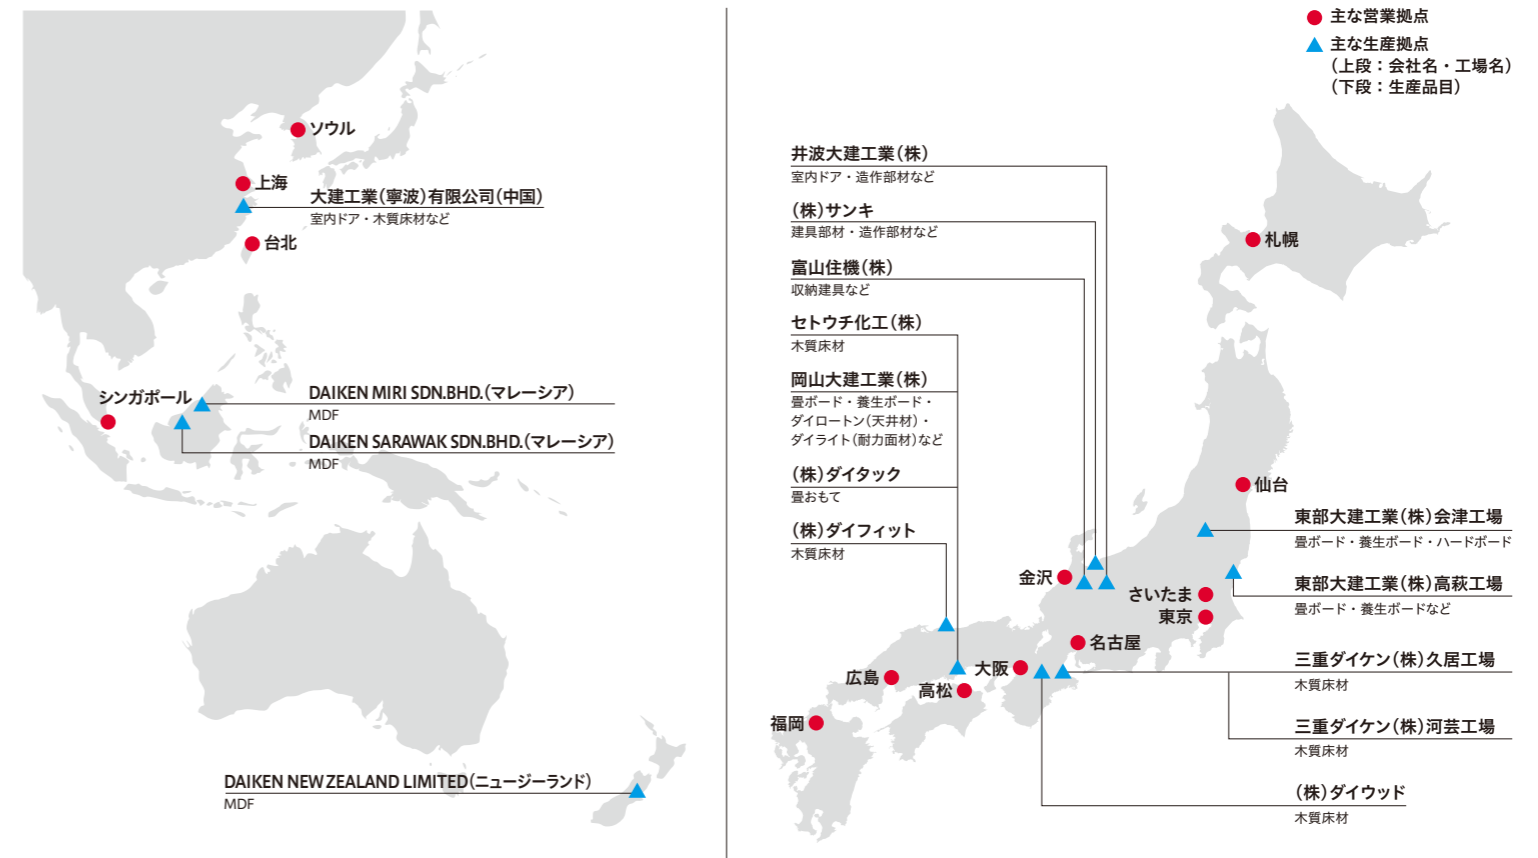 主な営業拠点
主な生産拠点
（上段：会社名・工場名）
（下段：生産品目）
ソウル
上海
大建工業（寧波）有限公司（中国）
室内ドア・木質床材など
台北
シンガポール
DAIKEN MIRI SDN.BHD.（マレーシア）
MDF
DAIKEN SARAWAK SDN.BHD.（マレーシア）
MDF
DAIKEN NEW ZEALAND LIMITED（ニュージーランド）
MDF
井波大建工業（株）
室内ドア・造作部材など
（株）サンキ
建具部材・造作部材など
富山住機（株）
収納建具など
セトウチ化工（株）
木質床材
岡山大建工業（株）
畳ボード・養生ボード・
ダイロートン（天井材）・
ダイライト（耐力面材）など
（株）ダイタック
畳おもて
（株）ダイフィット
木質床材
札幌
仙台
東部大建工業（株）会津工場
畳ボード・養生ボード・ハードボード
金沢
さいたま
東京
東部大建工業（株）高萩工場
畳ボード・養生ボードなど
名古屋
大阪
広島
高松
福岡
三重ダイケン（株）久居工場
木質床材
三重ダイケン（株）河芸工場
木質床材
（株）ダイウッド
木質床材